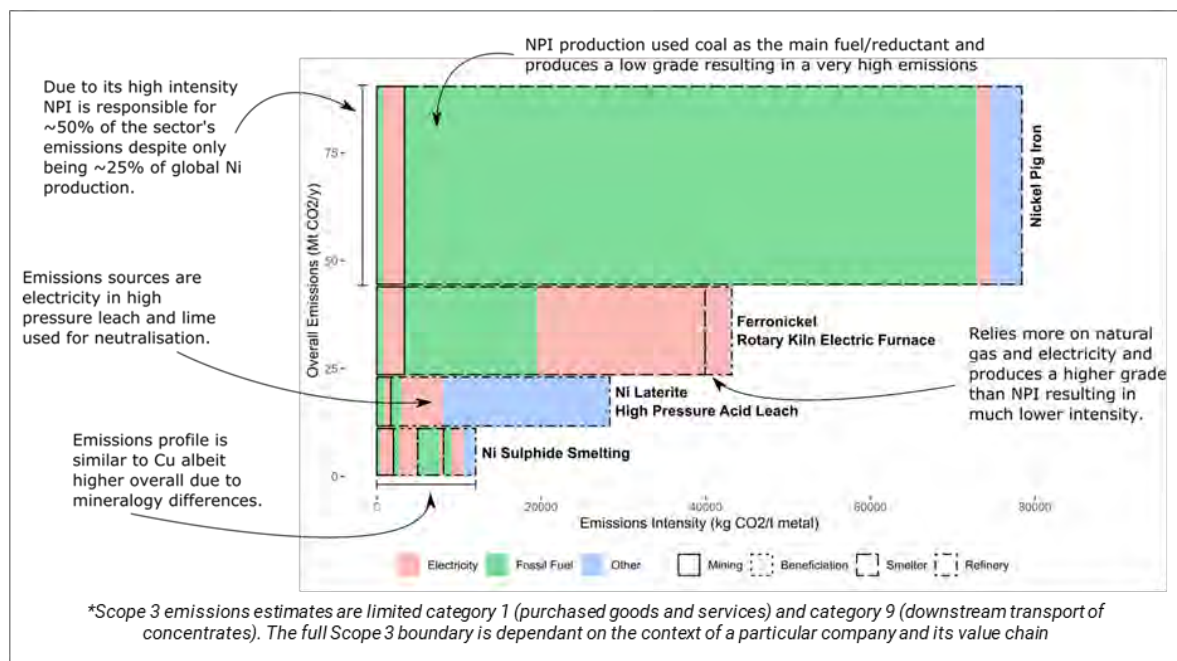 NPI production used coal as the main fuel/reductant and
produces a low grade resulting in a very high emissions
Due to its high intensity
NPI is responsible for
~50% of the sector's
emissions despite only
being ~25% of global Ni
production.
Emissions sources are
electricity in high
pressure leach and lime
used for neutralisation.
Emissions profile is
similar to Cu albeit
higher overall due to
mineralogy differences.
Overall Emissions (Mt CO2/y)
75
50
25
0
Nickel Pig Iron
Ferronickel
Rotary Kiln Electric Furnace
Relies more on natural
gas and electricity and
produces a higher grade
than NPI resulting in
much lower intensity.
Ni Laterite
High Pressure Acid Leach
Ni Sulphide Smelting
0
20000
40000
60000
80000
Emissions Intensity (kg CO2/t metal)
Electricity
Fossil Fuel
Other
Mining
Beneficiation
Smelter
Refinery
*Scope 3 emissions estimates are limited category 1 (purchased goods and services) and category 9 (downstream transport of
concentrates). The full Scope 3 boundary is dependant on the context of a particular company and its value chain